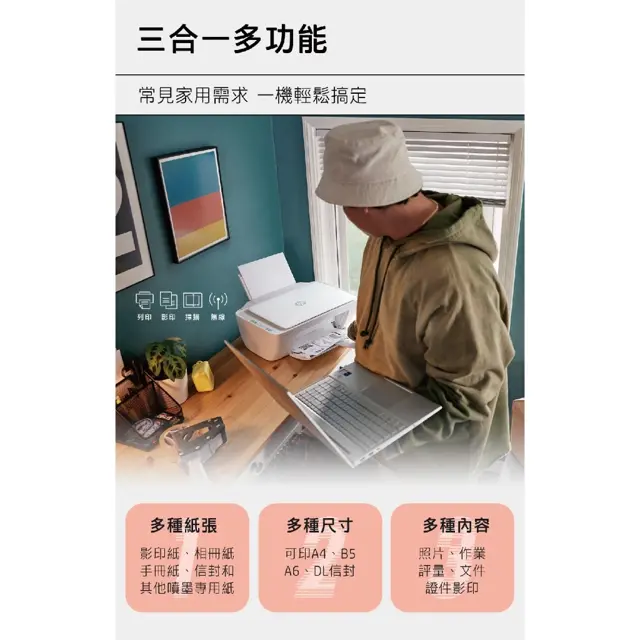 三合一多功能
常見家用需求 一機輕鬆搞定
列印 影印 掃描 無線
多種紙張
影印紙、相冊紙
手冊紙、信封和
其他噴墨專用紙
多種尺寸
可印A4、B5
A6、DL信封
多種內容
照片、作業
評量、文件
證件影印
1
2
3